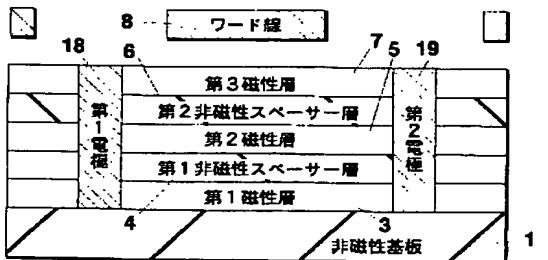 8 ワード線
18 6 7 5 19
第3磁性層
第2非磁性スペーサー層
第1電極 第2磁性層 第2電極
第1非磁性スペーサー層
第1磁性層
4 3 1
非磁性基板